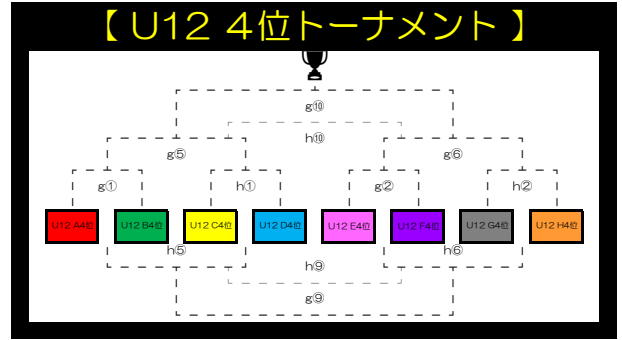 【 U12 4位トーナメント 】
g⑩
h⑩
g⑤ g⑥
g① h① g② h②
U12 A4位 U12 B4位 U12 C4位 U12 D4位 U12 E4位 U12 F4位 U12 G4位 U12 H4位
h⑤ h⑥
h⑨
g⑨